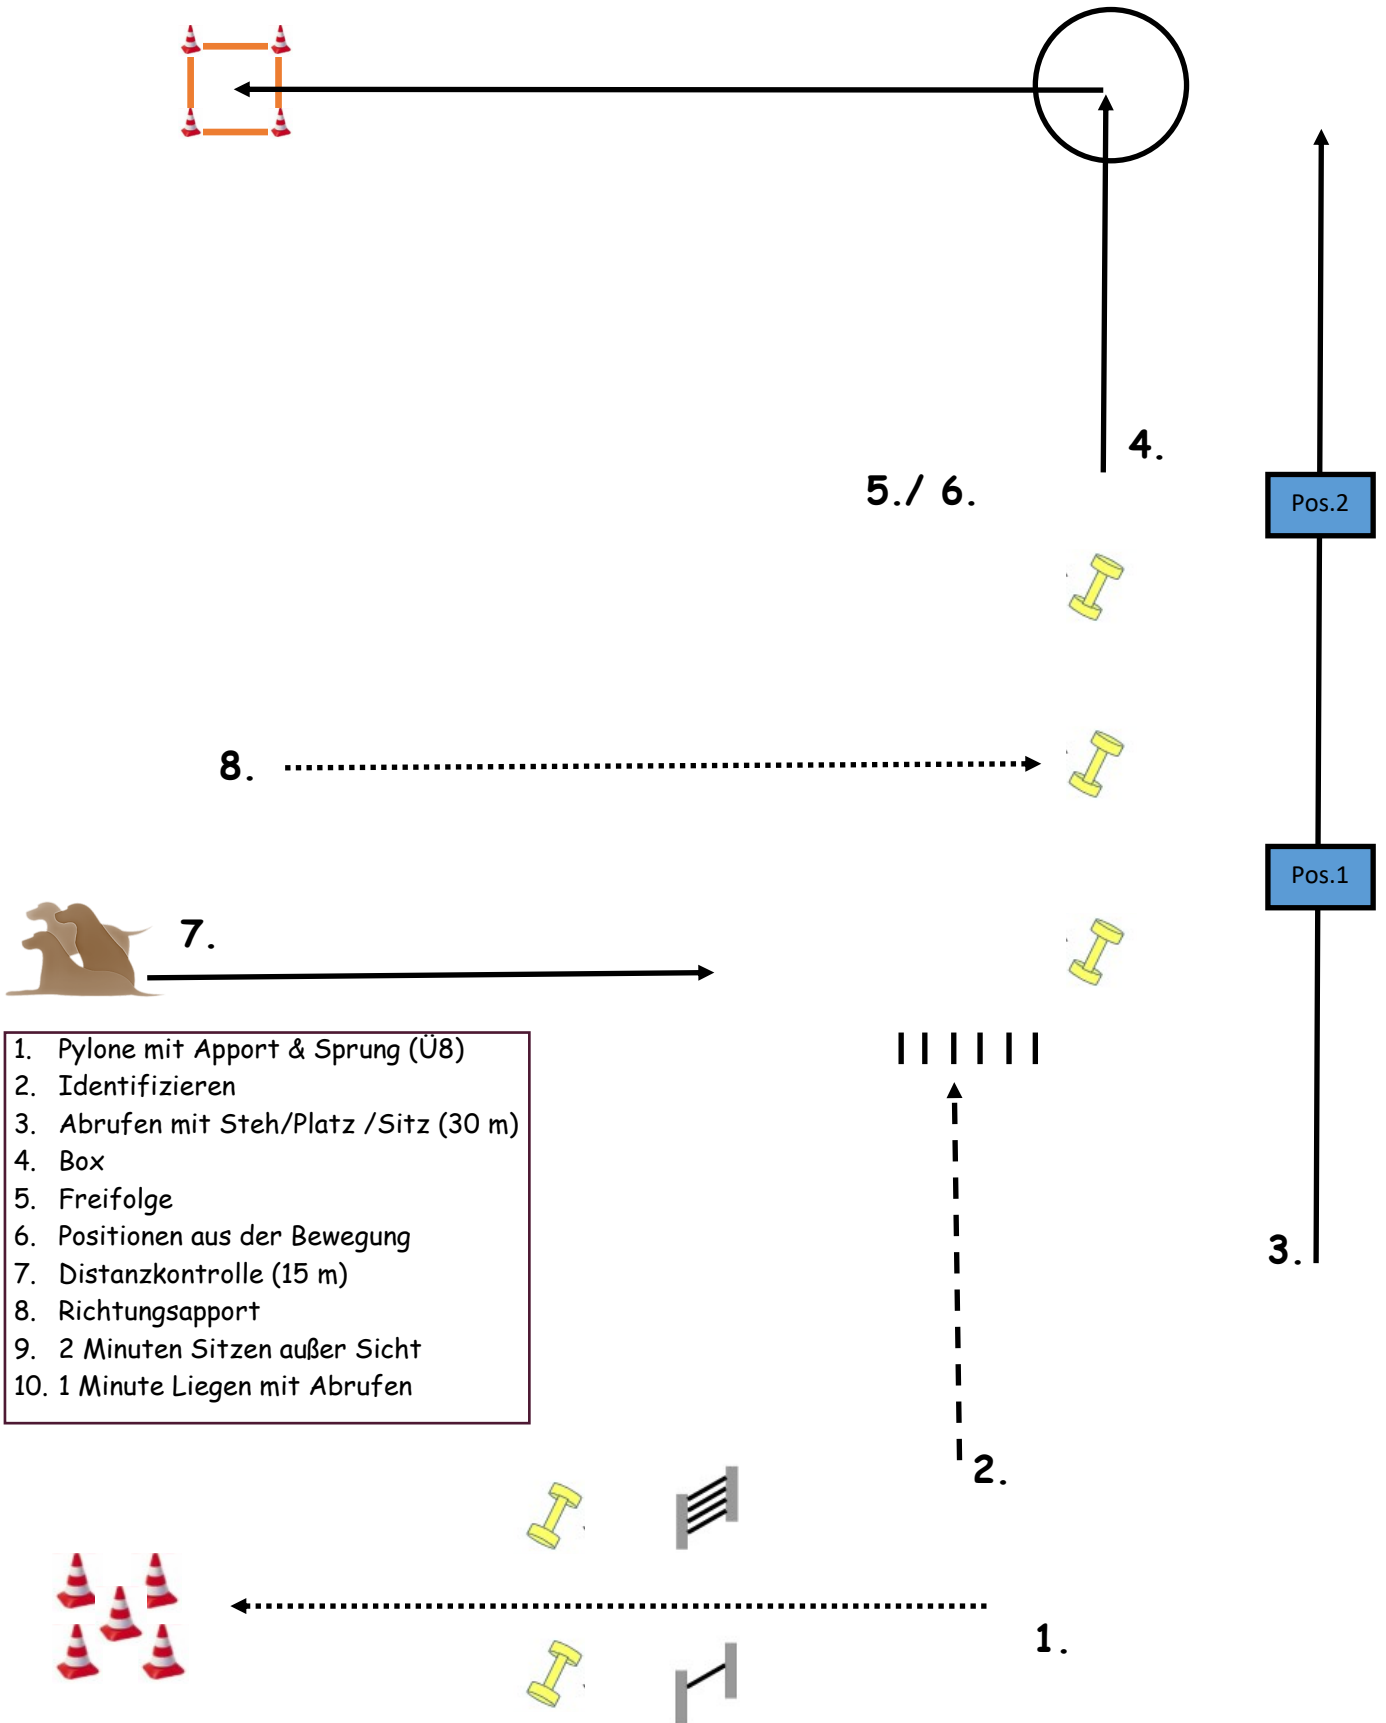 4.
5./ 6.
Pos.2
8.
Pos.1
7.
1. Pylone mit Apport & Sprung (Ü8)
2. Identifizieren
3. Abrufen mit Steh/Platz /Sitz (30 m)
4. Box
5. Freifolge
6. Positionen aus der Bewegung
7. Distanzkontrolle (15 m)
8. Richtungsapport
9. 2 Minuten Sitzen außer Sicht
10. 1 Minute Liegen mit Abrufen
3.
2.
1.